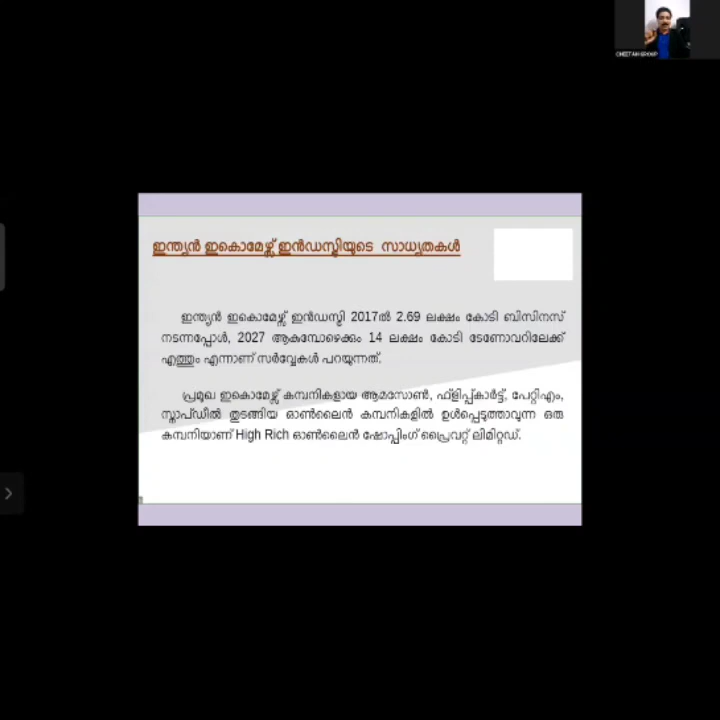 CHEETAH GROUP
ഇന്ത്യൻ ഇകൊമേഴ്സ് ഇൻഡസ്ട്രിയുടെ സാധ്യതകൾ
ഇന്ത്യൻ ഇകൊമേഴ്സ് ഇൻഡസ്ട്രി 2017ൽ 2.69 ലക്ഷം കോടി ബിസിനസ്
നടന്നപ്പോൾ, 2027 ആകുമ്പോഴെക്കും 14 ലക്ഷം കോടി ടേണോവറിലേക്ക്
എത്തും എന്നാണ് സർവ്വേകൾ പറയുന്നത്.
പ്രമുഖ ഇകൊമേഴ്സ് കമ്പനികളായ ആമസോൺ, ഫ്ളിപ്പ്കാർട്ട്, പേറ്റിഎം,
സ്നാപ്ഡീൽ തുടങ്ങിയ ഓൺലൈൻ കമ്പനികളിൽ ഉൾപ്പെടുത്താവുന്ന ഒരു
കമ്പനിയാണ് High Rich ഓൺലൈൻ ഷോപ്പിംഗ് പ്രൈവറ്റ് ലിമിറ്റഡ്.